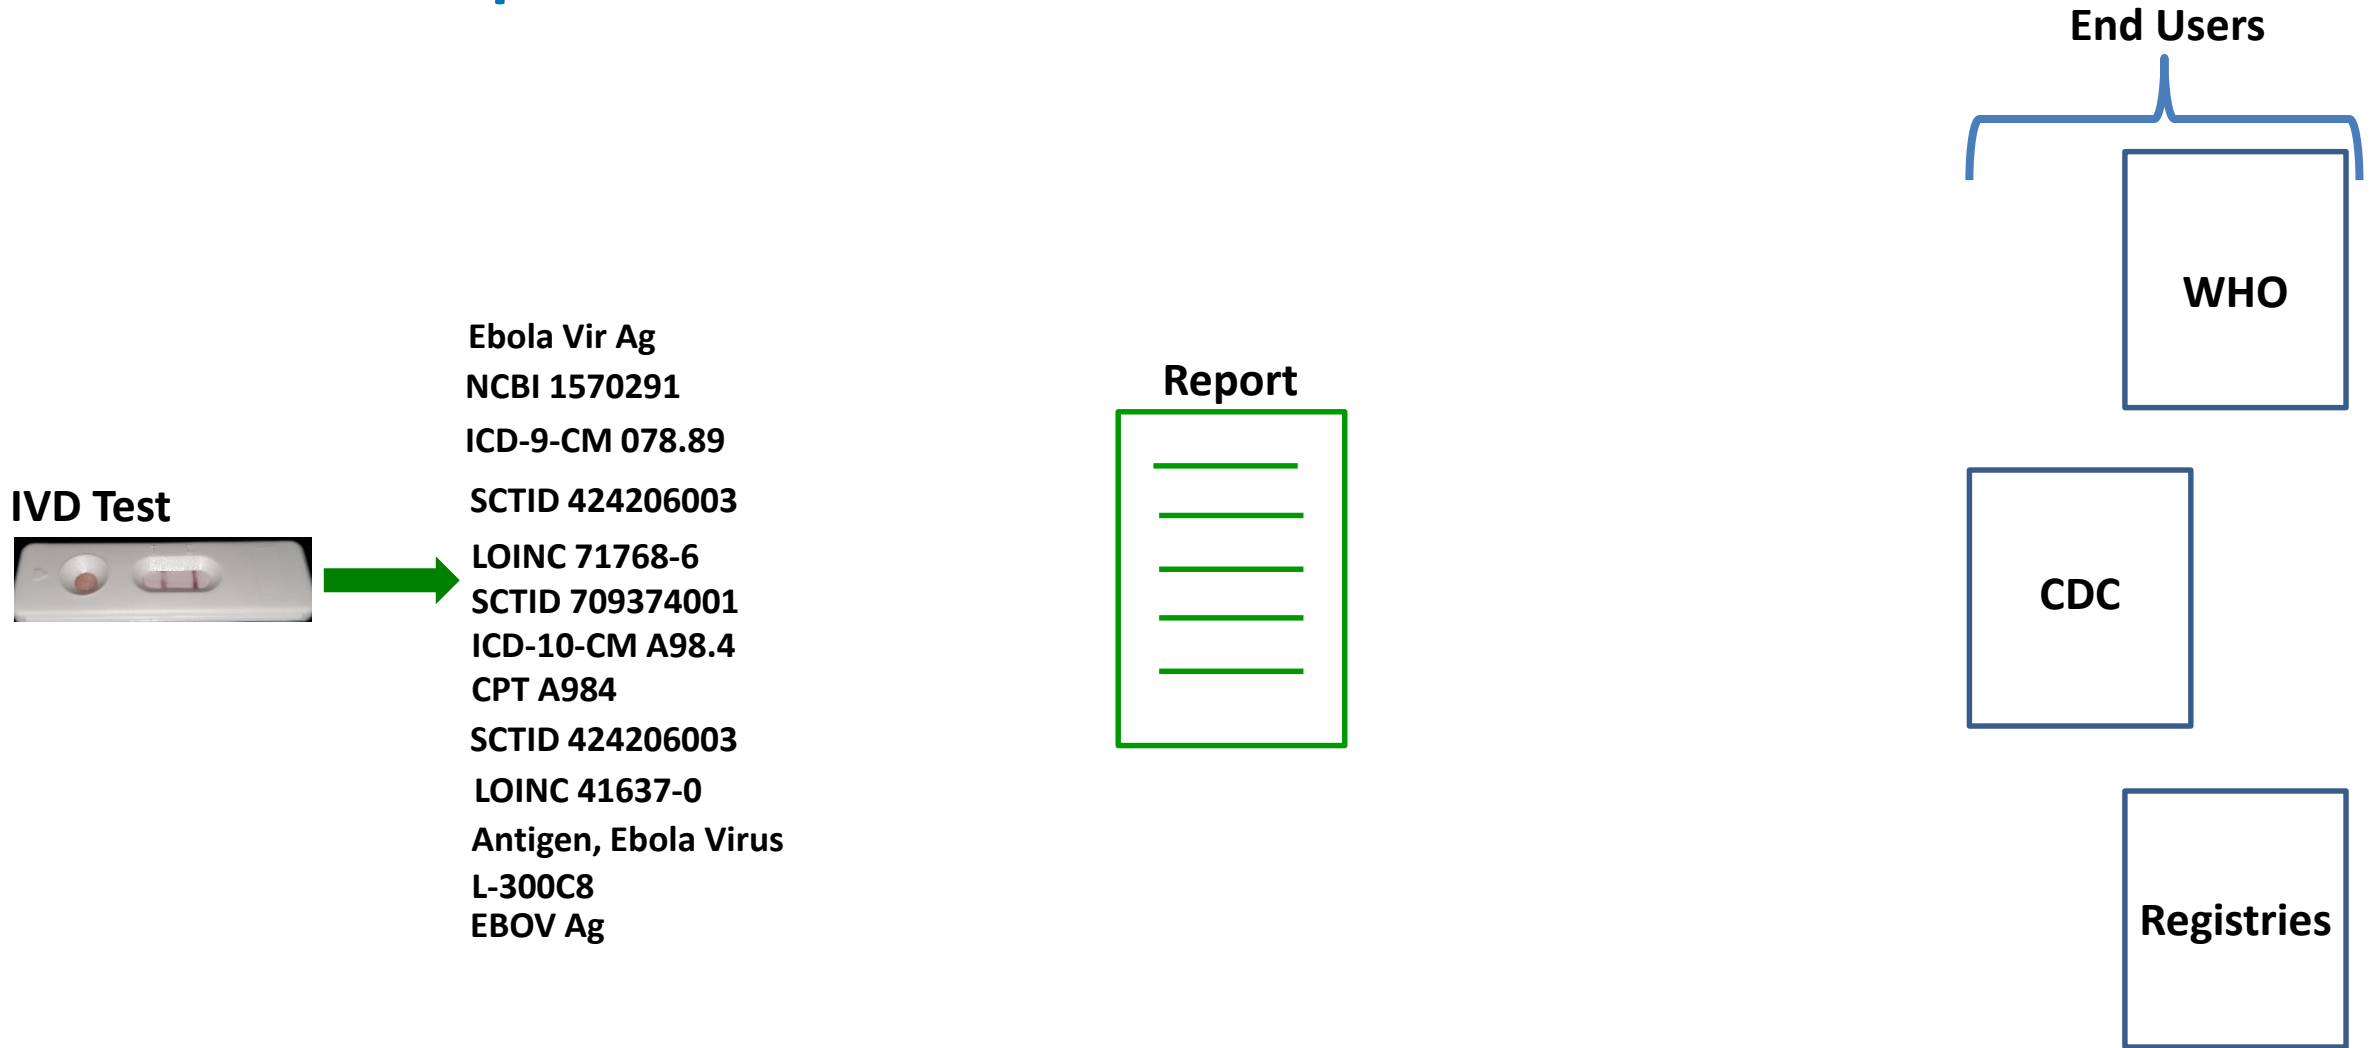 End Users
WHO
Ebola Vir Ag
NCBI 1570291
ICD-9-CM 078.89
SCTID 424206003
LOINC 71768-6
SCTID 709374001
ICD-10-CM A98.4
CPT A984
SCTID 424206003
LOINC 41637-0
Antigen, Ebola Virus
L-300C8
EBOV Ag
IVD Test
Report
CDC
Registries